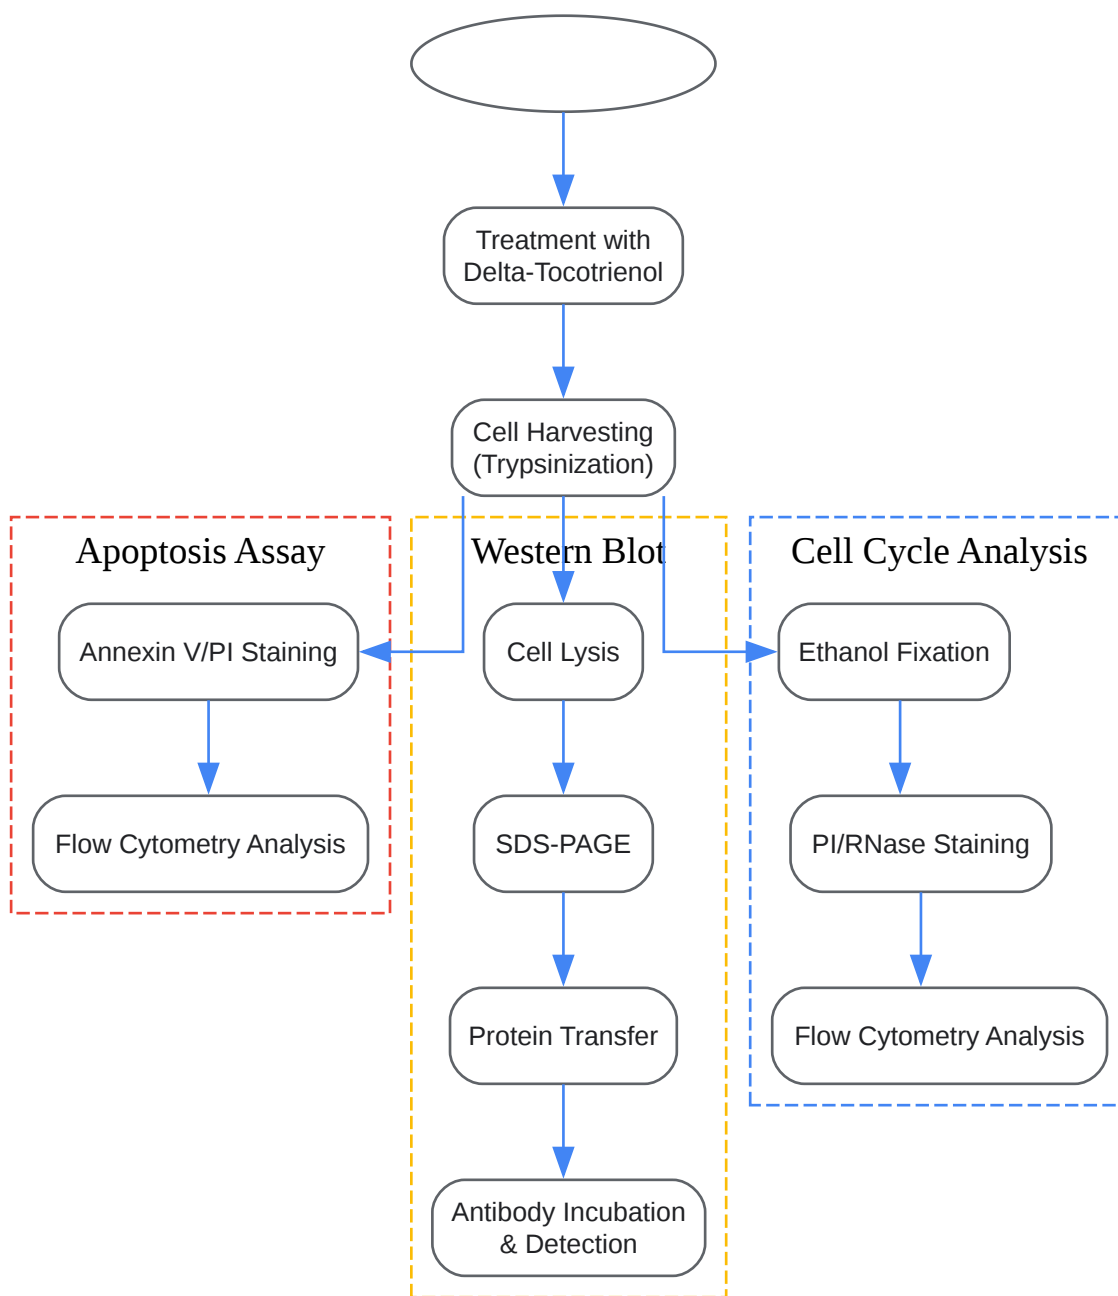 Treatment with
Delta-Tocotrienol
Cell Harvesting
(Trypsinization)
Apoptosis Assay
Annexin V/PI Staining
Flow Cytometry Analysis
Western Blot
Cell Lysis
SDS-PAGE
Protein Transfer
Antibody Incubation
& Detection
Cell Cycle Analysis
Ethanol Fixation
PI/RNase Staining
Flow Cytometry Analysis